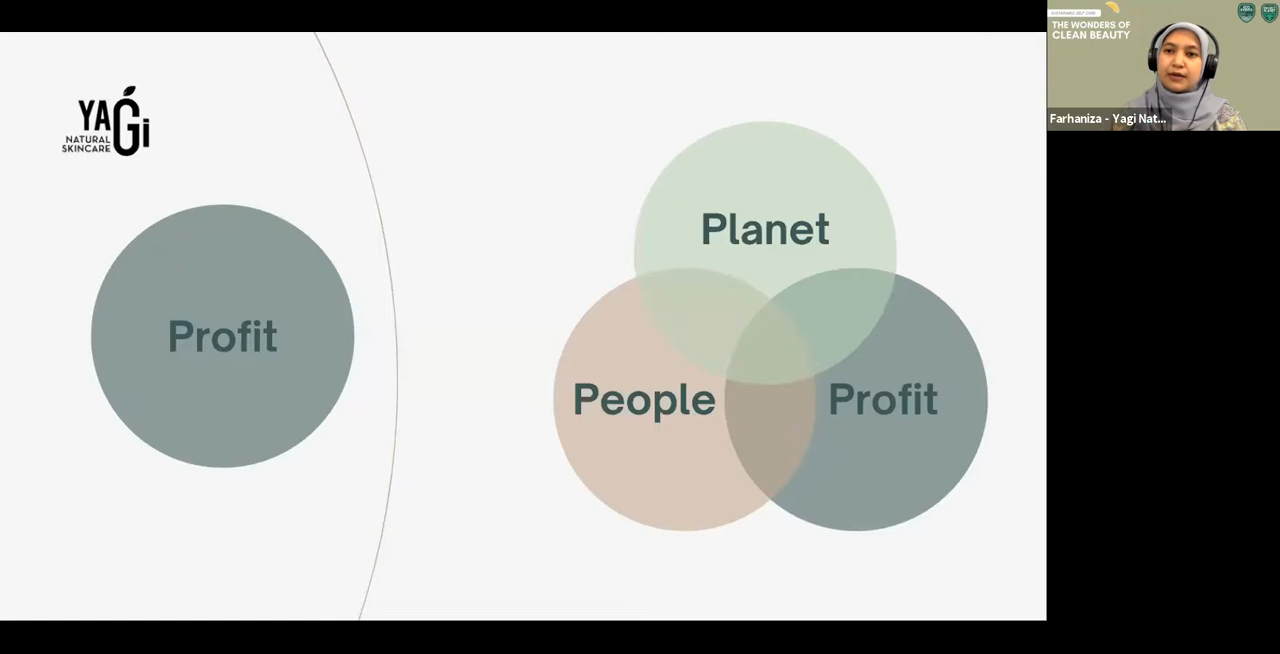 YAGi
NATURAL
SKINCARE
Profit
Planet
People
Profit
THE WONDERS OF
CLEAN BEAUTY
Farhaniza - Yagi Nat...